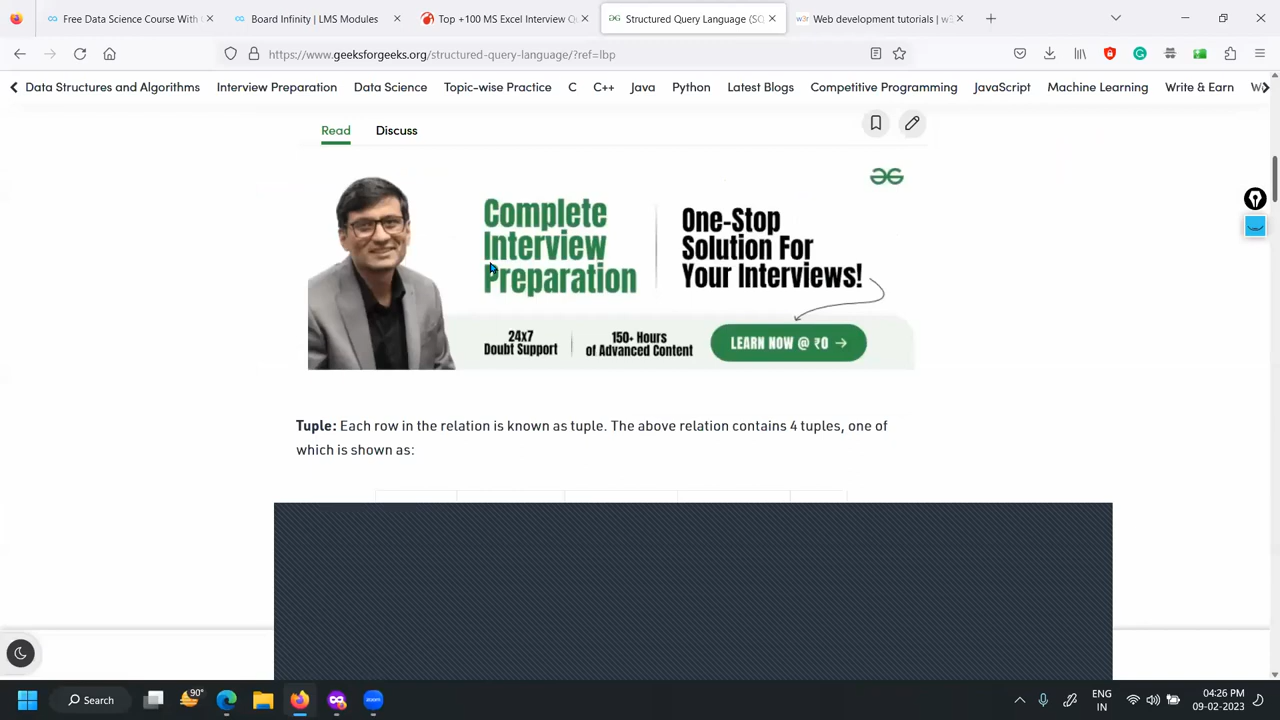 Free Data Science Course With
Board Infinity | LMS Modules
Top +100 MS Excel Interview Q
Structured Query Language (SQ
Web development tutorials | w3
https://www.geeksforgeeks.org/structured-query-language/?ref=lbp
Data Structures and Algorithms
Interview Preparation
Data Science
Topic-wise Practice
C
C++
Java
Python
Latest Blogs
Competitive Programming
JavaScript
Machine Learning
Write & Earn
Read
Discuss
Complete
Interview
Preparation
One-Stop
Solution For
Your Interviews!
24x7
Doubt Support
150+ Hours
of Advanced Content
LEARN NOW @ ₹0 →
Tuple: Each row in the relation is known as tuple. The above relation contains 4 tuples, one of
which is shown as:
Search
90°
zoom
ENG
IN
04:26 PM
09-02-2023